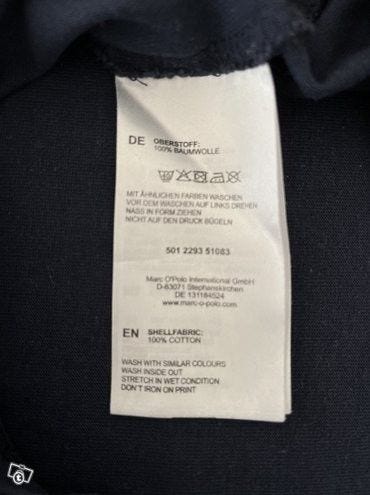 DE OBERSTOFF:
100% BAUMWOLLE
MIT ÄHNLICHEN FARBEN WASCHEN
VOR DEM WASCHEN AUF LINKS DREHEN
NASS IN FORM ZIEHEN
NICHT AUF DEN DRUCK BÜGELN
501 2293 51083
Marc O'Polo International GmbH
D-83071 Stephanskirchen
DE 131184524
www.marc-o-polo.com
EN SHELLFABRIC:
100% COTTON
WASH WITH SIMILAR COLOURS
WASH INSIDE OUT
STRETCH IN WET CONDITION
DON'T IRON ON PRINT